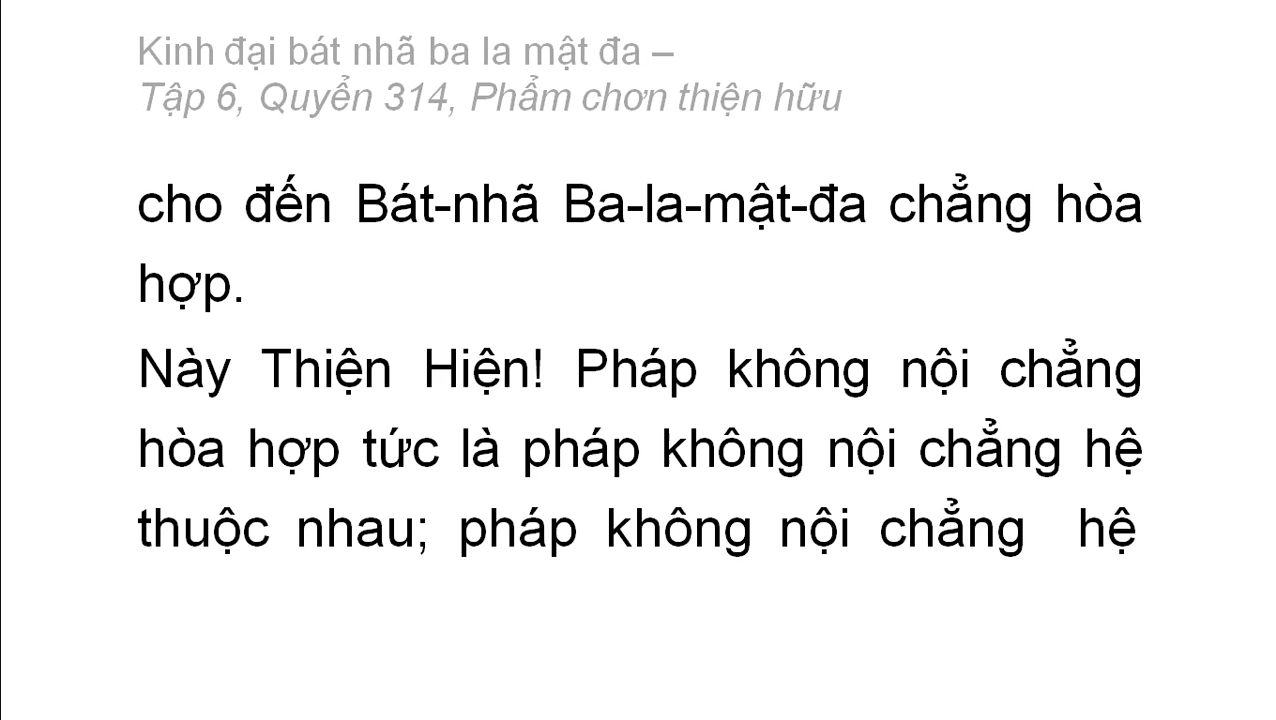 Kinh đại bát nhã ba la mật đa –
Tập 6, Quyển 314, Phẩm chơn thiện hữu
cho đến Bát-nhã Ba-la-mật-đa chẳng hòa
hợp.
Này Thiện Hiện! Pháp không nội chẳng
hòa hợp tức là pháp không nội chẳng hệ
thuộc nhau; pháp không nội chẳng hệ